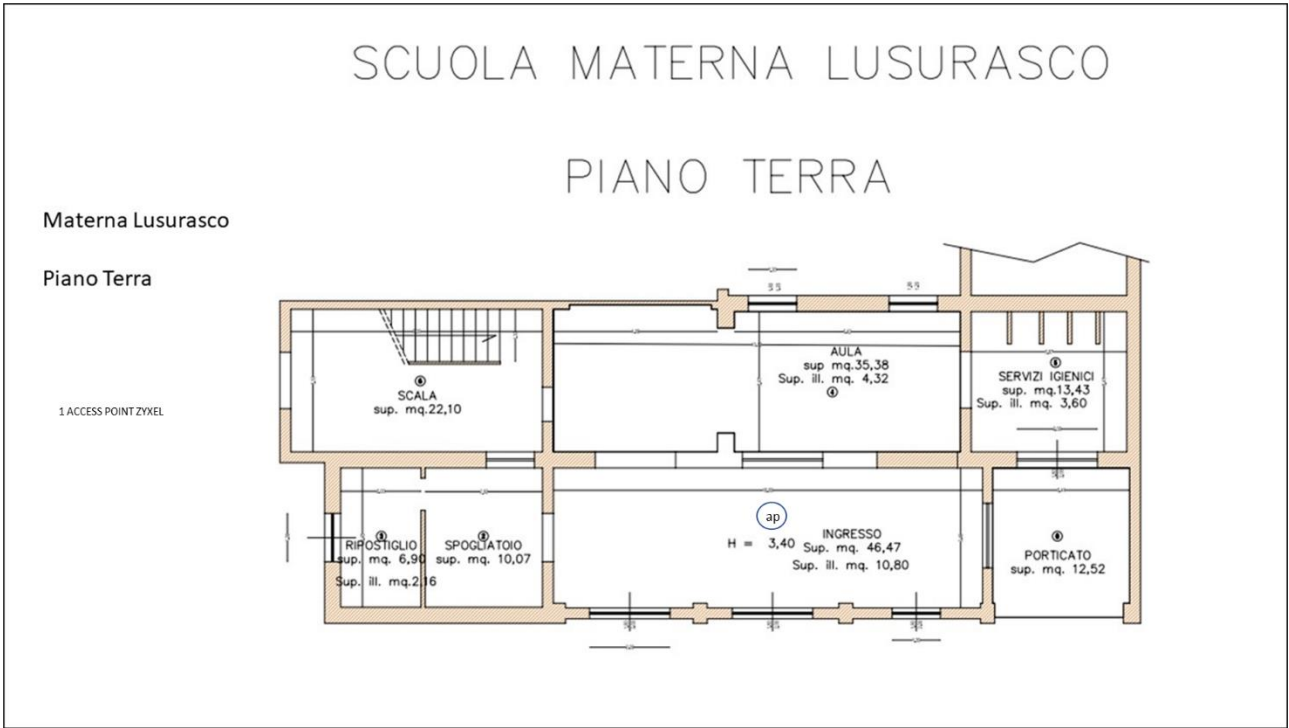 SCUOLA MATERNA LUSURASCO
PIANO TERRA
Materna Lusurasco
Piano Terra
1 ACCESS POINT ZYXEL
SCALA
sup. mq.22,10
AULA
sup mq.35,38
Sup. ill. mq. 4,32
SERVIZI IGIENICI
sup. mq.13,43
Sup. ill. mq. 3,60
RIPOSTIGLIO
sup. mq. 6,90
Sup. ill. mq.2,16
SPOGLIATOIO
sup. mq. 10,07
ap
H = 3,40
INGRESSO
Sup. mq. 46,47
Sup. ill. mq. 10,80
PORTICATO
sup. mq. 12,52